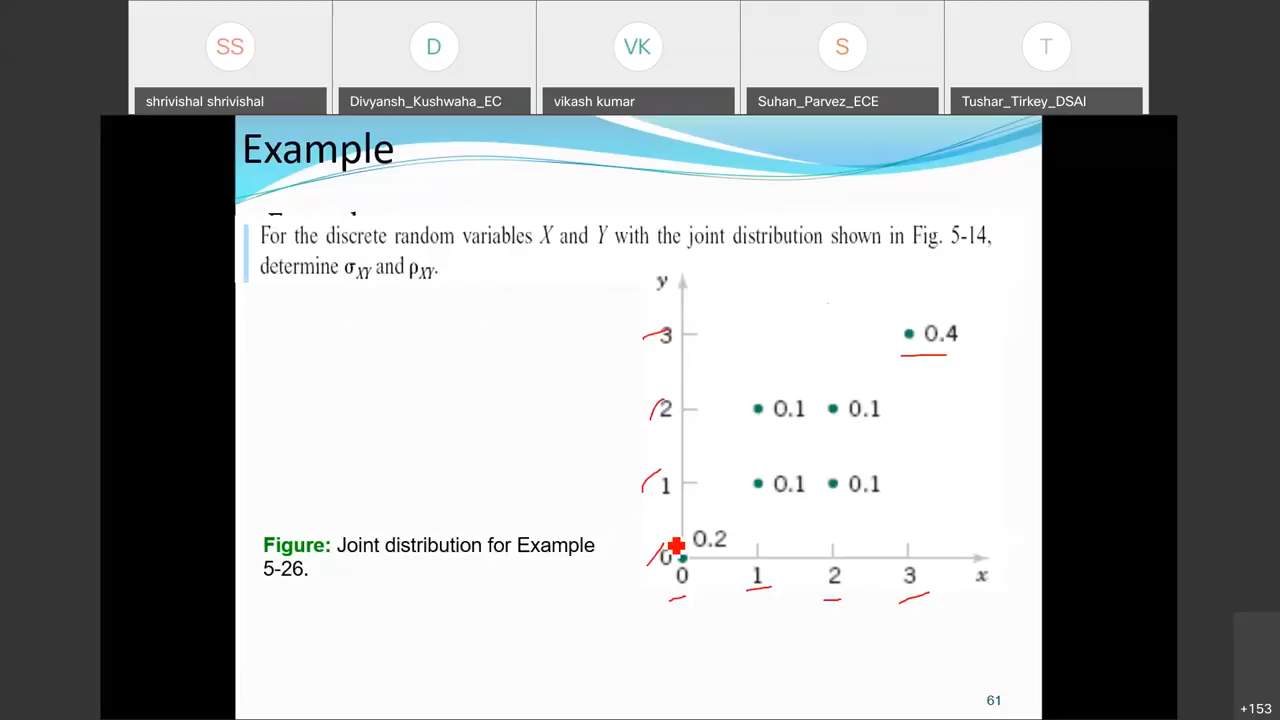 SS
D
VK
S
T
shrivishal shrivishal
Divyansh_Kushwaha_EC
vikash kumar
Suhan_Parvez_ECE
Tushar_Tirkey_DSAI
Example
For the discrete random variables X and Y with the joint distribution shown in Fig. 5-14,
determine σXY and ρXY.
y
3
0.4
2
0.1
0.1
1
0.1
0.1
0.2
0
0
1
2
3
x
Figure: Joint distribution for Example
5-26.
61
+153